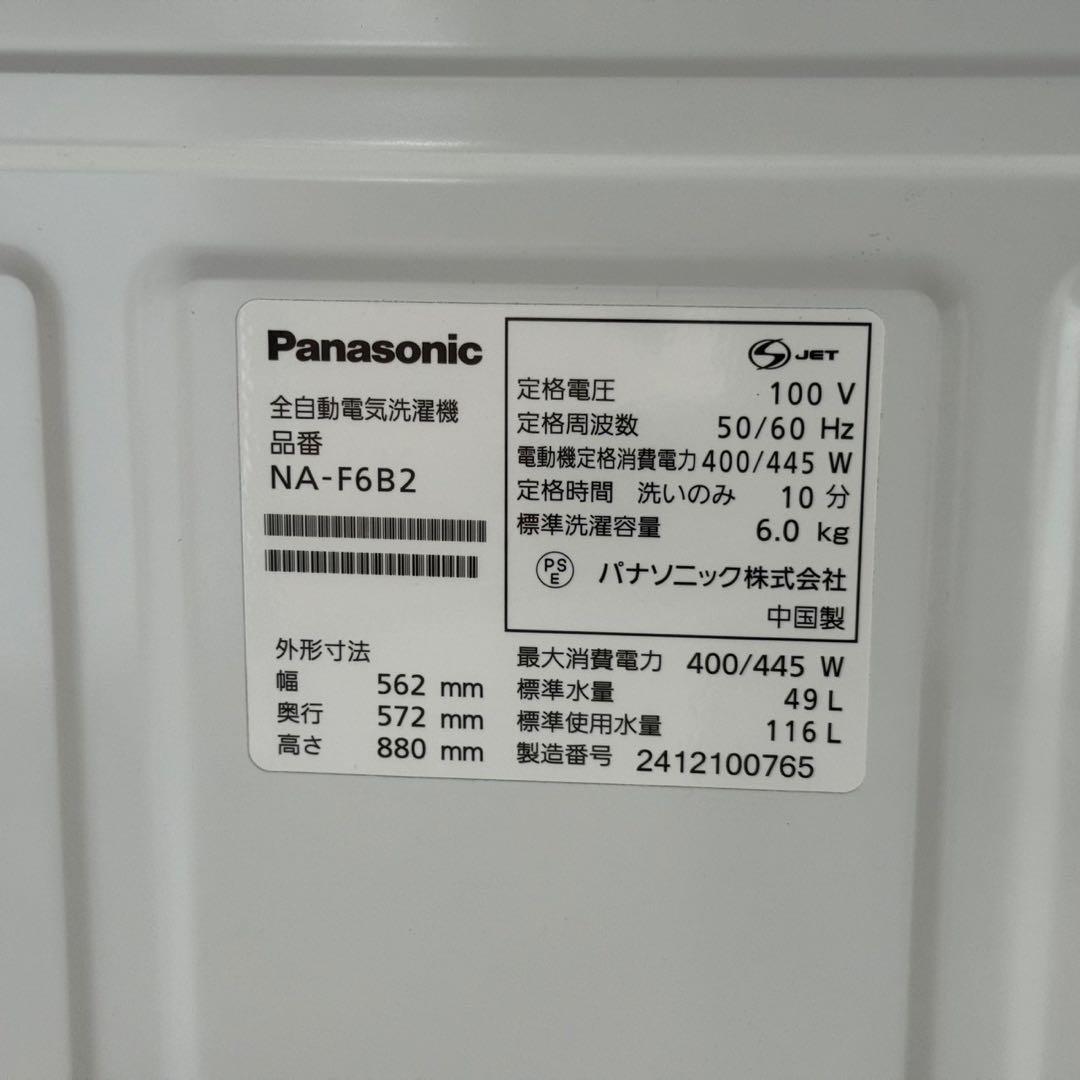 Panasonic
全自動電気洗濯機
品番
NA-F6B2
外形寸法
幅 562 mm
奥行 572 mm
高さ 880 mm
S JET
定格電圧 100 V
定格周波数 50/60 Hz
電動機定格消費電力 400/445 W
定格時間 洗いのみ 10 分
標準洗濯容量 6.0 kg
PSE パナソニック株式会社
中国製
最大消費電力 400/445 W
標準水量 49 L
標準使用水量 116 L
製造番号 2412100765